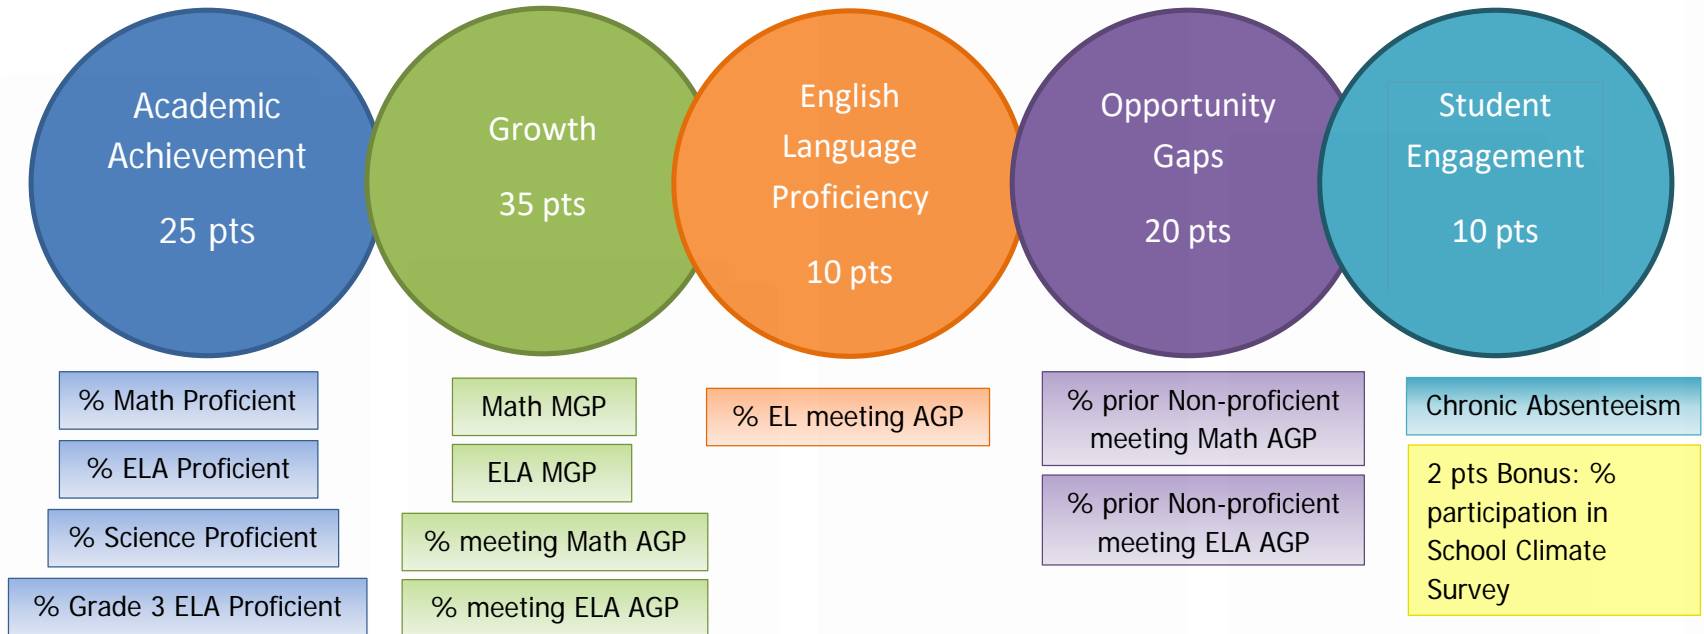 Academic
Achievement
25 pts
Growth
35 pts
English
Language
Proficiency
10 pts
Opportunity
Gaps
20 pts
Student
Engagement
10 pts
% Math Proficient
% ELA Proficient
% Science Proficient
% Grade 3 ELA Proficient
Math MGP
ELA MGP
% meeting Math AGP
% meeting ELA AGP
% EL meeting AGP
% prior Non-proficient
meeting Math AGP
% prior Non-proficient
meeting ELA AGP
Chronic Absenteeism
2 pts Bonus: %
participation in
School Climate
Survey